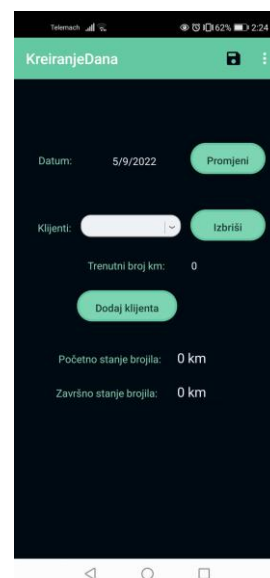 Telemach 62% 2:24
KreiranjeDana
Datum: 5/9/2022 Promjeni
Klijenti: Izbriši
Trenutni broj km: 0
Dodaj klijenta
Početno stanje brojila: 0 km
Završno stanje brojila: 0 km